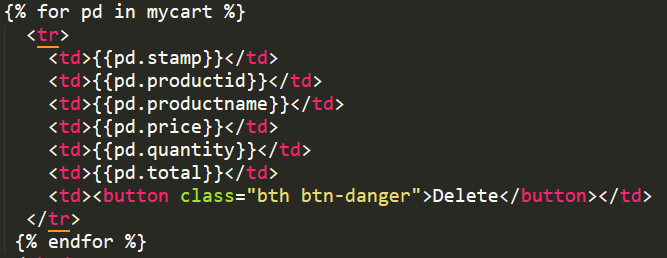 {% for pd in mycart %}
<tr>
<td>{{pd.stamp}}</td>
<td>{{pd.productid}}</td>
<td>{{pd.productname}}</td>
<td>{{pd.price}}</td>
<td>{{pd.quantity}}</td>
<td>{{pd.total}}</td>
<td><button class="bth btn-danger">Delete</button></td>
</tr>
{% endfor %}